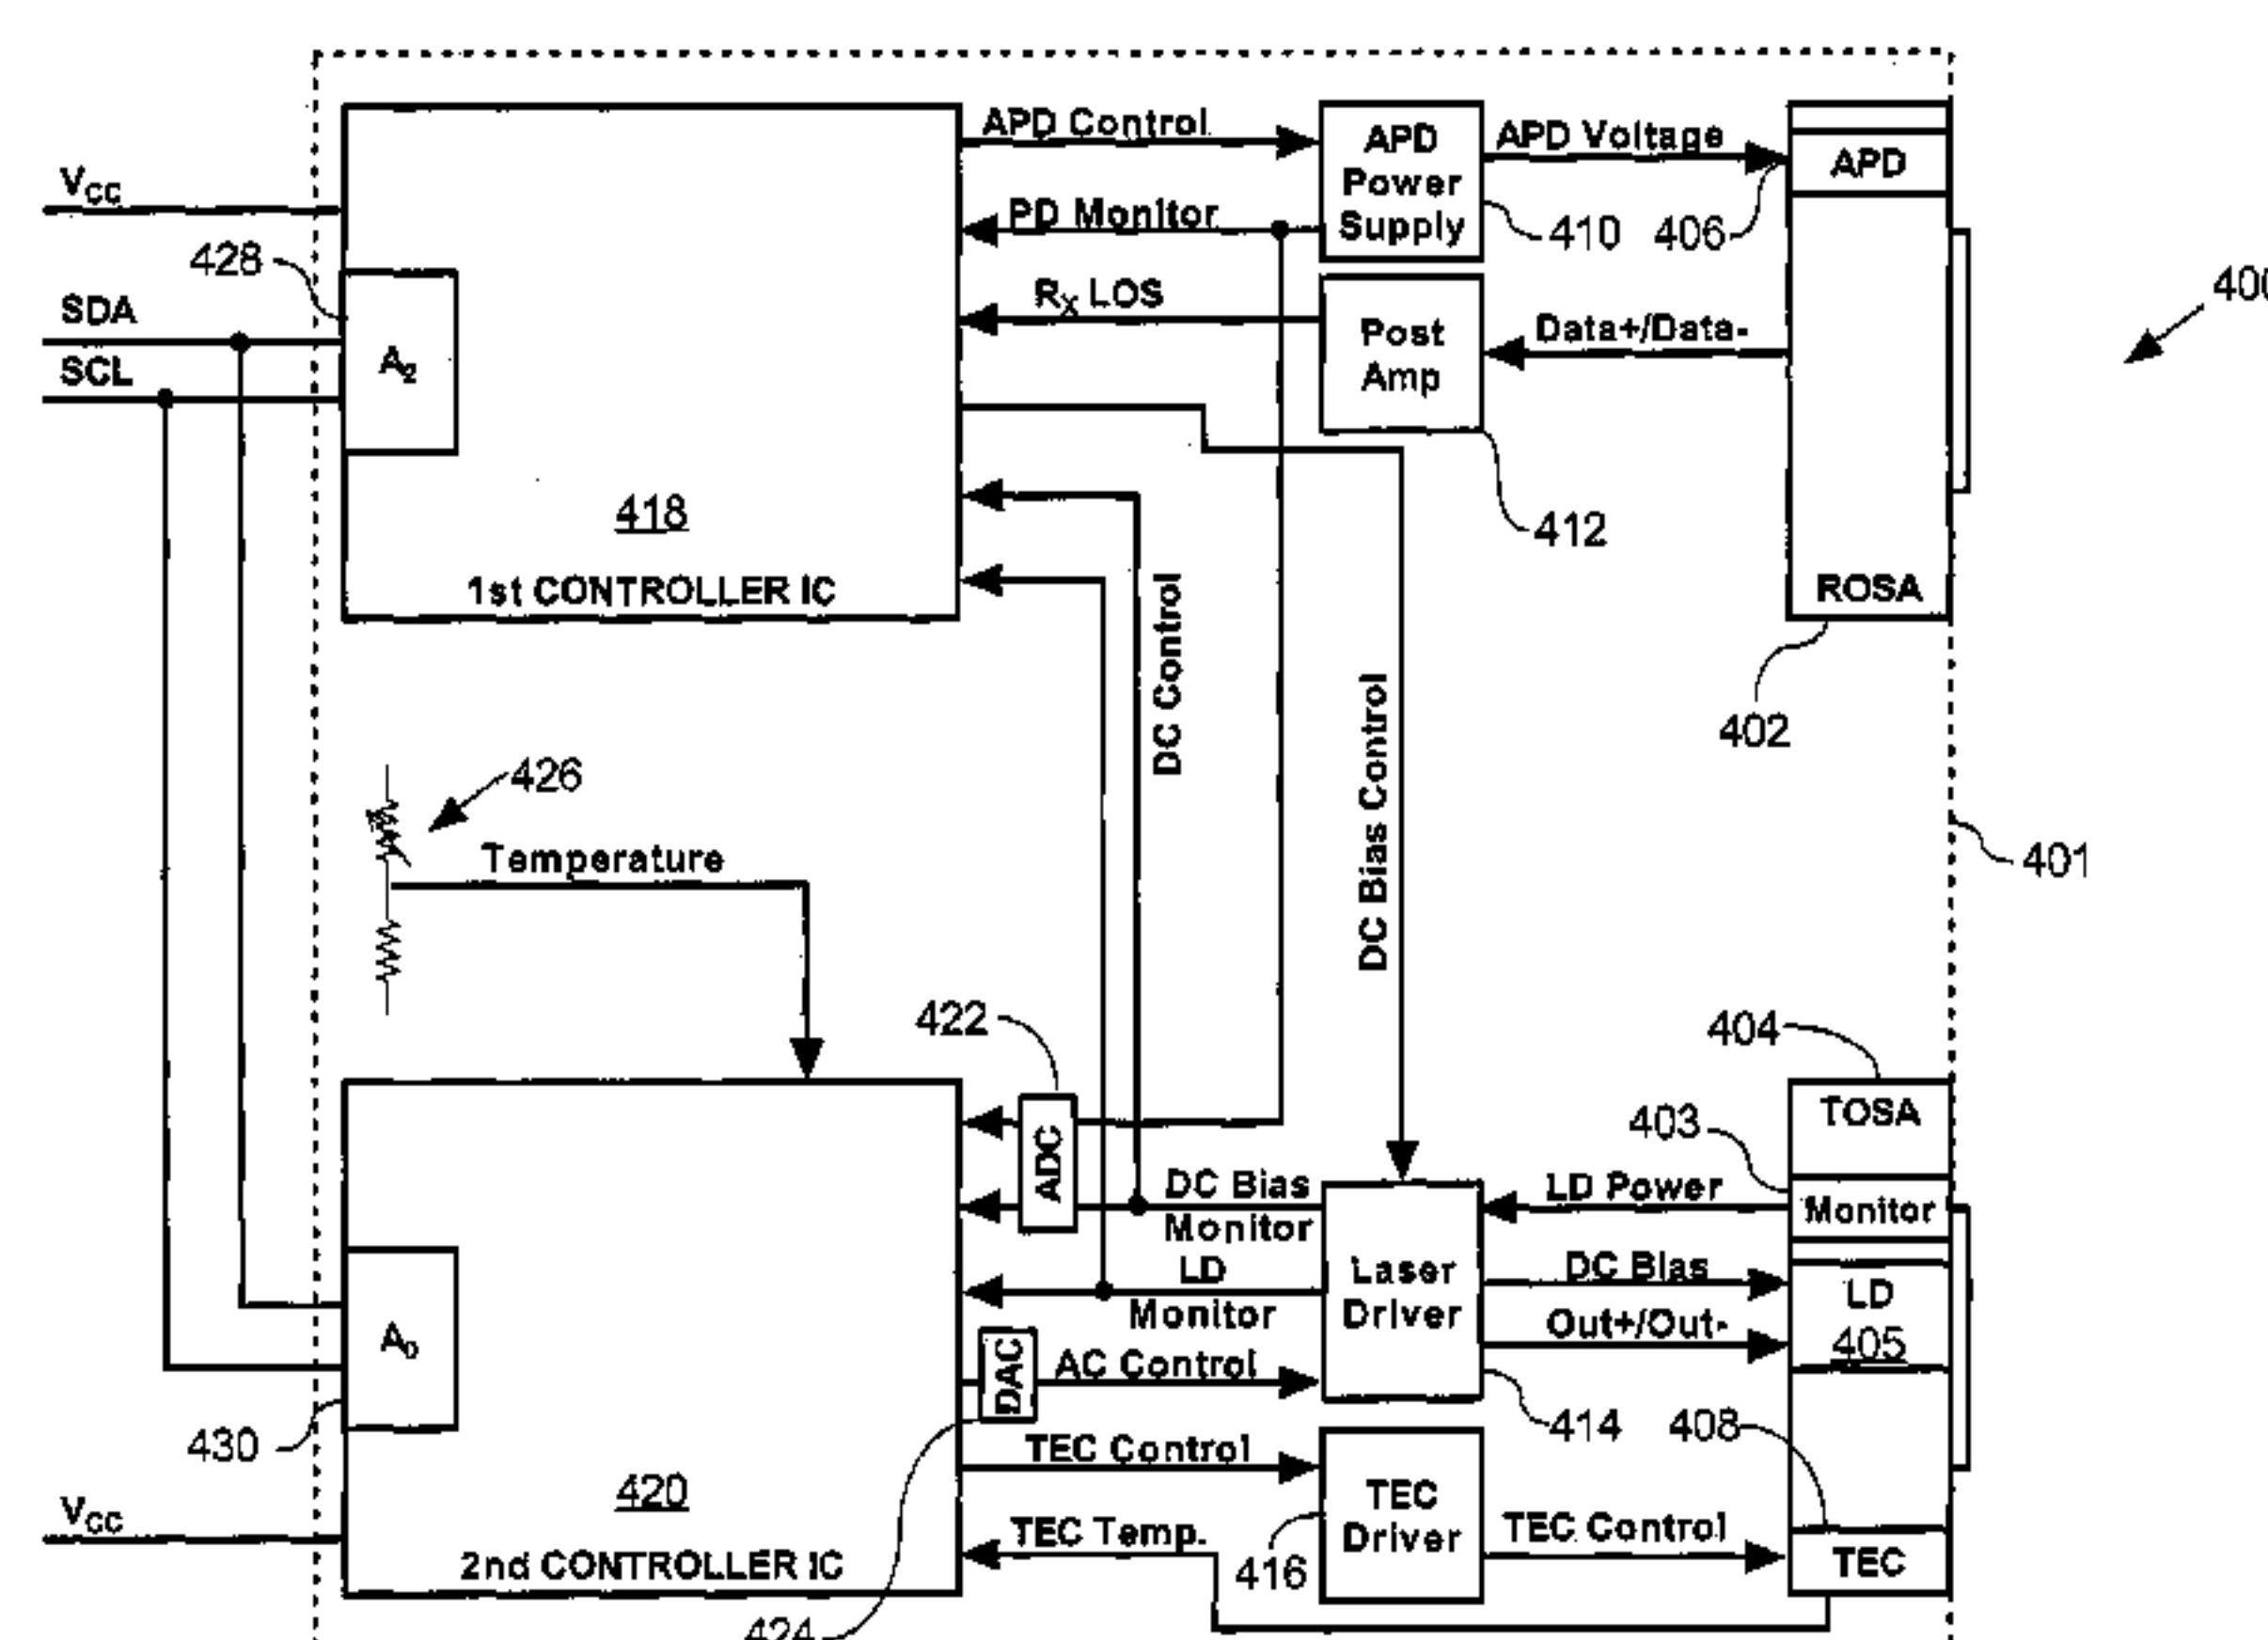 APD Control
APD
Power
Supply
APD Voltage
APD
VCC
PD Monitor
410
406
428
400
SDA
RX LOS
Post
Amp
Data+/Data-
SCL
A2
418
412
1st CONTROLLER IC
ROSA
DC Control
DC Bias Control
402
426
Temperature
401
422
404
TOSA
403
ADC
DC Bias
Monitor
LD Power
Monitor
LD
Monitor
Laser
Driver
DC Bias
LD
405
Out+/Out-
A0
DAC
AC Control
414
408
430
TEC Control
420
TEC
Driver
VCC
TEC Temp.
TEC Control
416
2nd CONTROLLER IC
TEC
424